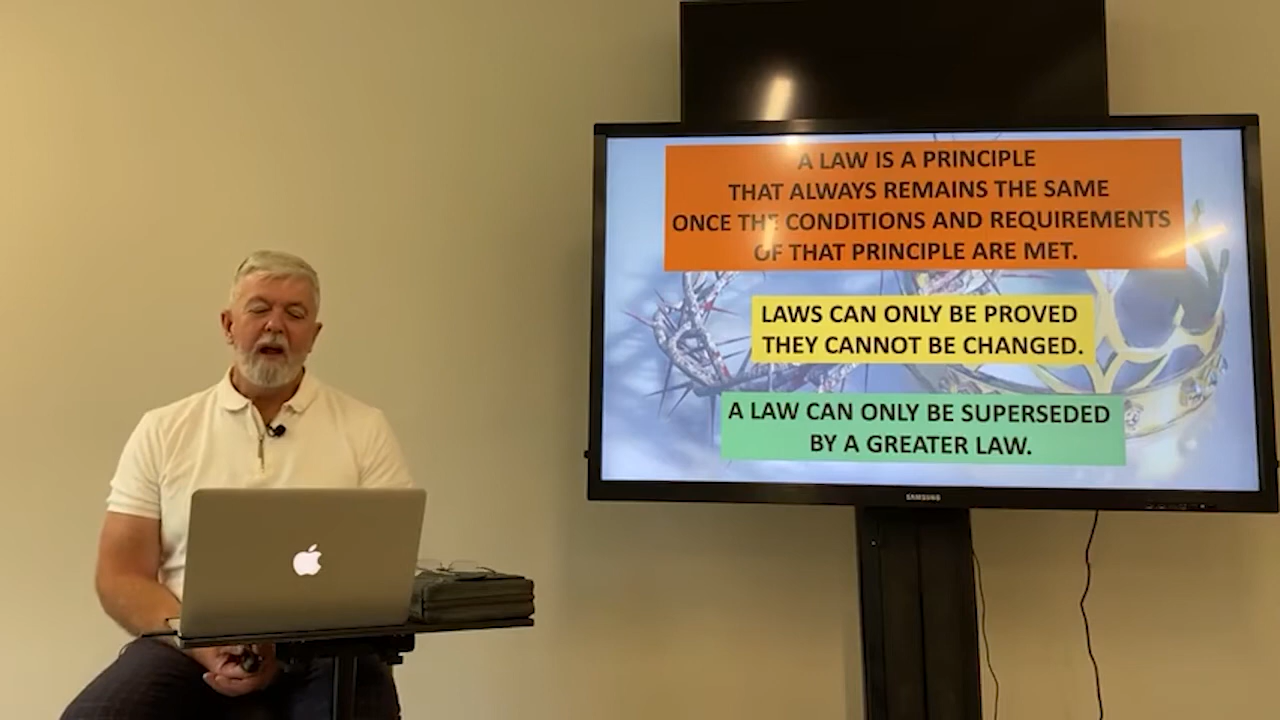 A LAW IS A PRINCIPLE
THAT ALWAYS REMAINS THE SAME
ONCE THE CONDITIONS AND REQUIREMENTS
OF THAT PRINCIPLE ARE MET.
LAWS CAN ONLY BE PROVED
THEY CANNOT BE CHANGED.
A LAW CAN ONLY BE SUPERSEDED
BY A GREATER LAW.
SAMSUNG